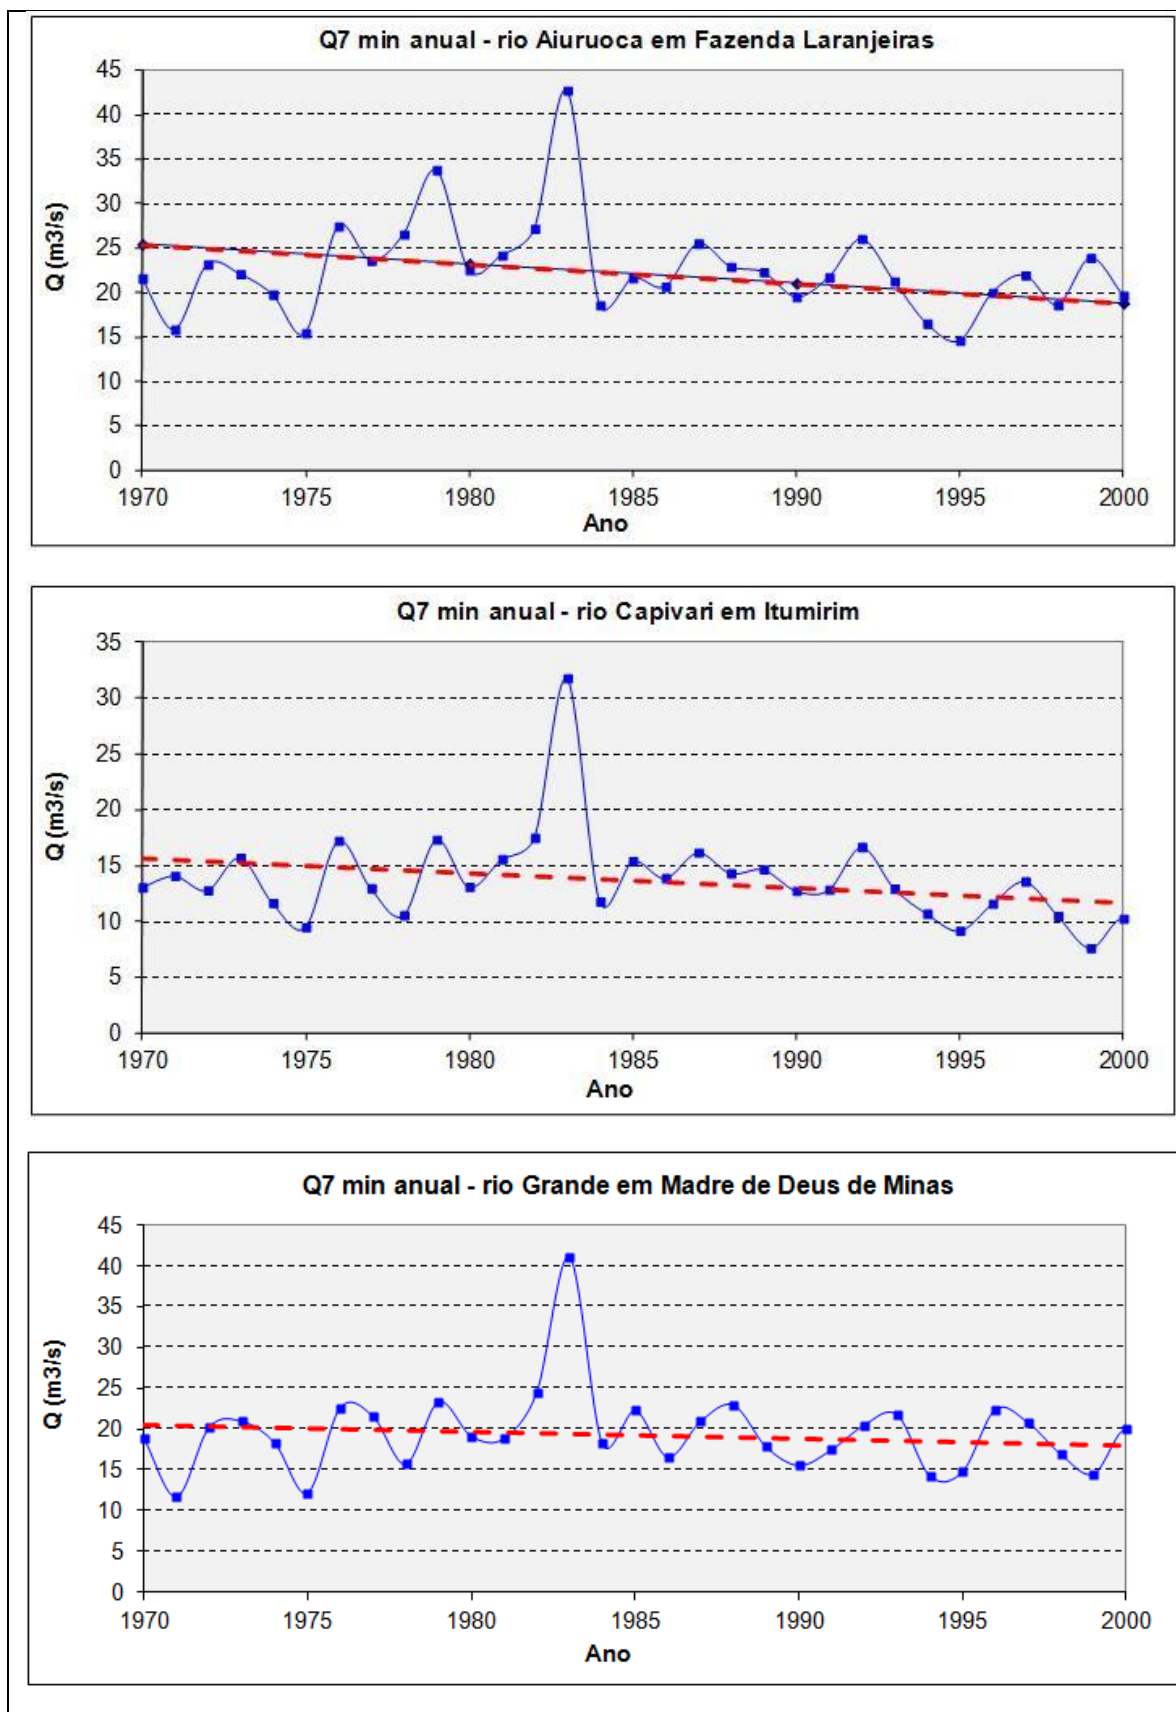 Q7 min anual - rio Aiuruoca em Fazenda Laranjeiras
45
40
35
30
25
20
15
10
5
0
Q (m3/s)
1970 1975 1980 1985 1990 1995 2000
Ano
Q7 min anual - rio Capivari em Itumirim
35
30
25
20
15
10
5
0
Q (m3/s)
1970 1975 1980 1985 1990 1995 2000
Ano
Q7 min anual - rio Grande em Madre de Deus de Minas
45
40
35
30
25
20
15
10
5
0
Q (m3/s)
1970 1975 1980 1985 1990 1995 2000
Ano